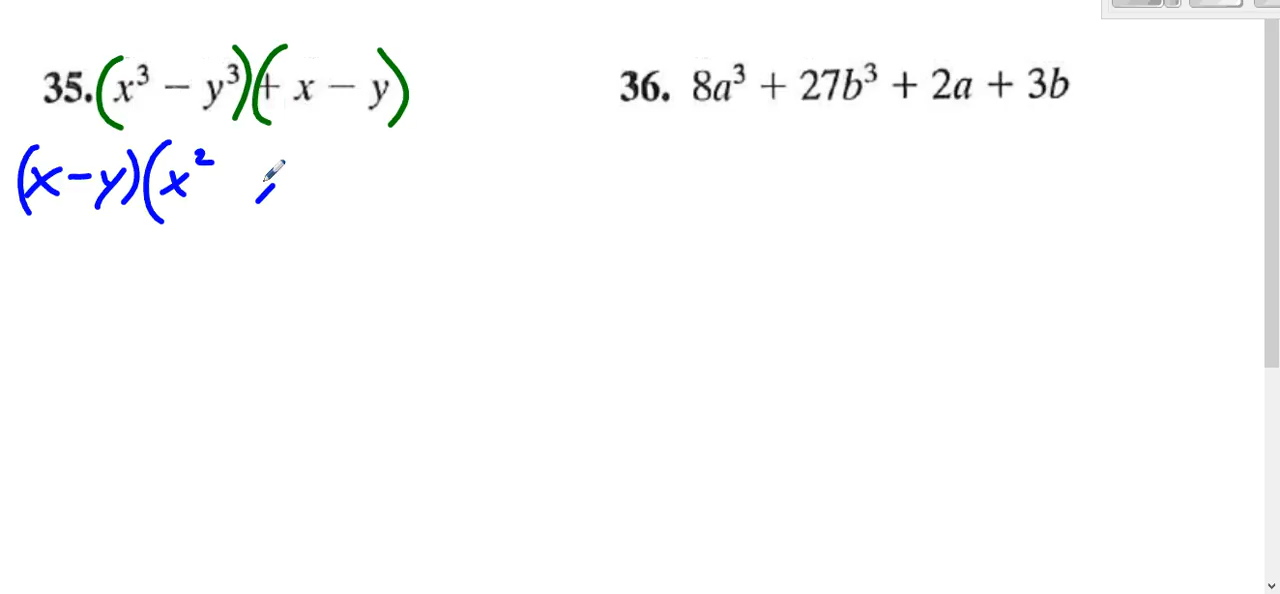 35. (x³ − y³)(+ x − y)
36. 8a³ + 27b³ + 2a + 3b
(x−y)(x²